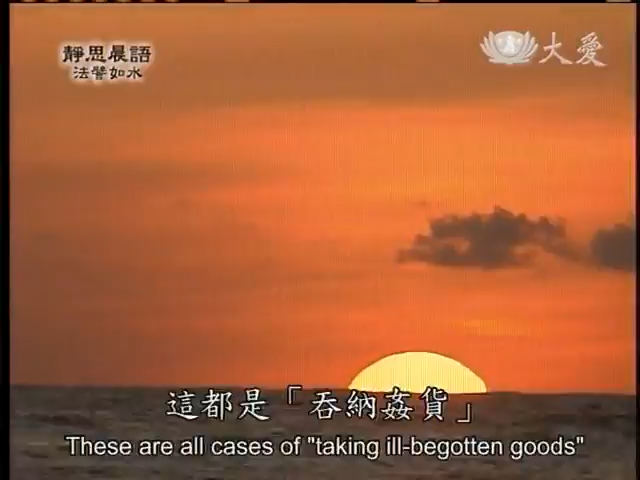 靜思晨語
法譬如水
大愛
這都是「吞納姦貨」
These are all cases of "taking ill-begotten goods"